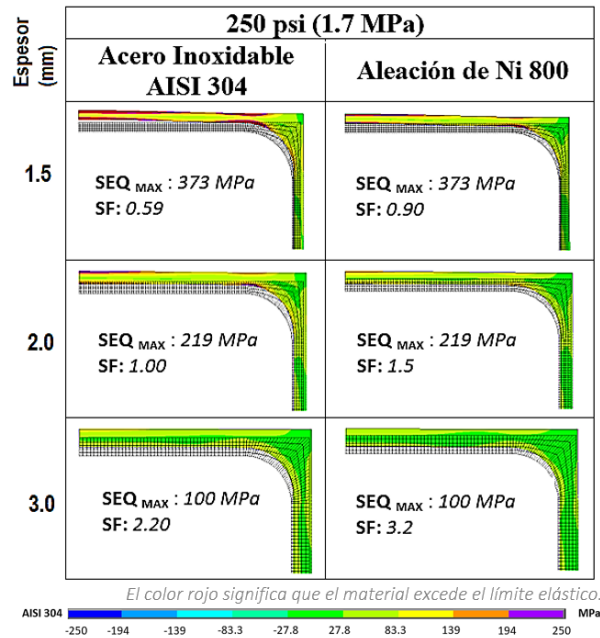 Espesor
(mm)
250 psi (1.7 MPa)
Acero Inoxidable
AISI 304
Aleación de Ni 800
1.5
SEQ MAX : 373 MPa
SF: 0.59
SEQ MAX : 373 MPa
SF: 0.90
2.0
SEQ MAX : 219 MPa
SF: 1.00
SEQ MAX : 219 MPa
SF: 1.5
3.0
SEQ MAX : 100 MPa
SF: 2.20
SEQ MAX : 100 MPa
SF: 3.2
El color rojo significa que el material excede el límite elástico.
AISI 304
MPa
-250 -194 -139 -83.3 -27.8 27.8 83.3 139 194 250